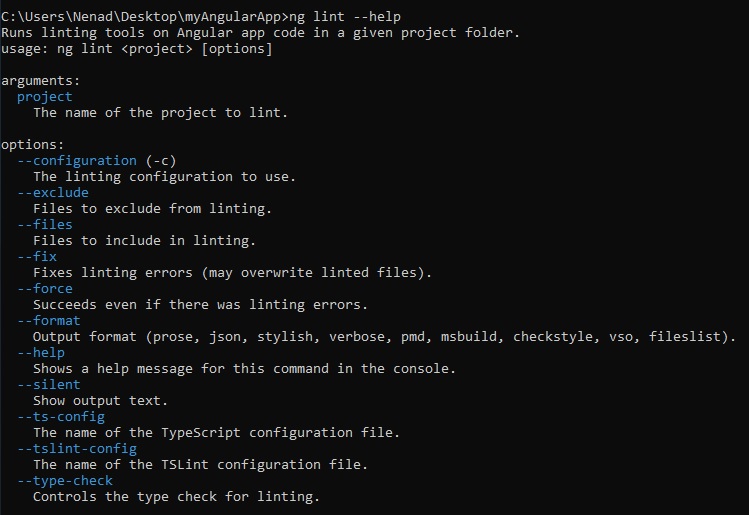 C:\Users\Nenad\Desktop\myAngularApp>ng lint --help
Runs linting tools on Angular app code in a given project folder.
usage: ng lint <project> [options]
arguments:
project
The name of the project to lint.
options:
--configuration (-c)
The linting configuration to use.
--exclude
Files to exclude from linting.
--files
Files to include in linting.
--fix
Fixes linting errors (may overwrite linted files).
--force
Succeeds even if there was linting errors.
--format
Output format (prose, json, stylish, verbose, pmd, msbuild, checkstyle, vso, fileslist).
--help
Shows a help message for this command in the console.
--silent
Show output text.
--ts-config
The name of the TypeScript configuration file.
--tslint-config
The name of the TSLint configuration file.
--type-check
Controls the type check for linting.